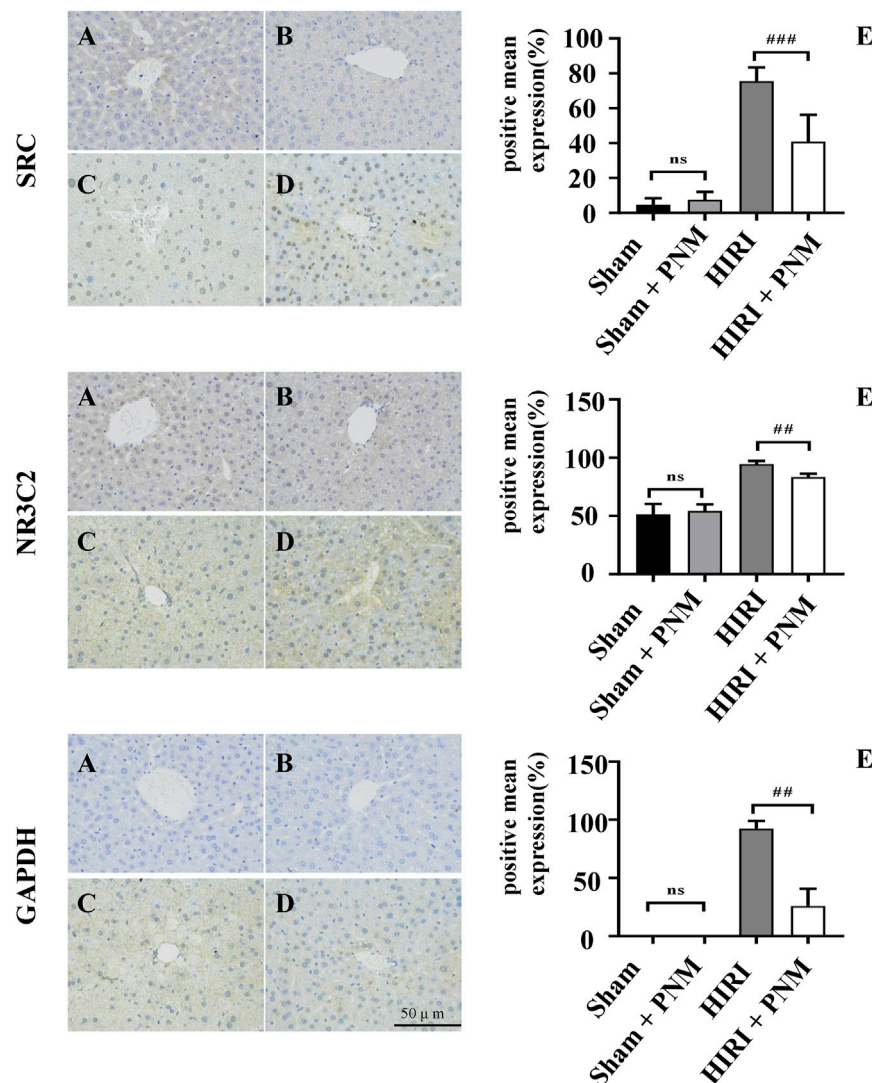 SRC
A
B
C
D
E
positive mean
expression(%)
100
80
60
40
20
0
ns
###
Sham
Sham + PNM
HIRI
HIRI + PNM
NR3C2
A
B
C
D
E
positive mean
expression(%)
150
100
50
0
ns
##
Sham
Sham + PNM
HIRI
HIRI + PNM
GAPDH
A
B
C
D
50 μ m
E
positive mean
expression(%)
150
100
50
0
ns
##
Sham
Sham + PNM
HIRI
HIRI + PNM